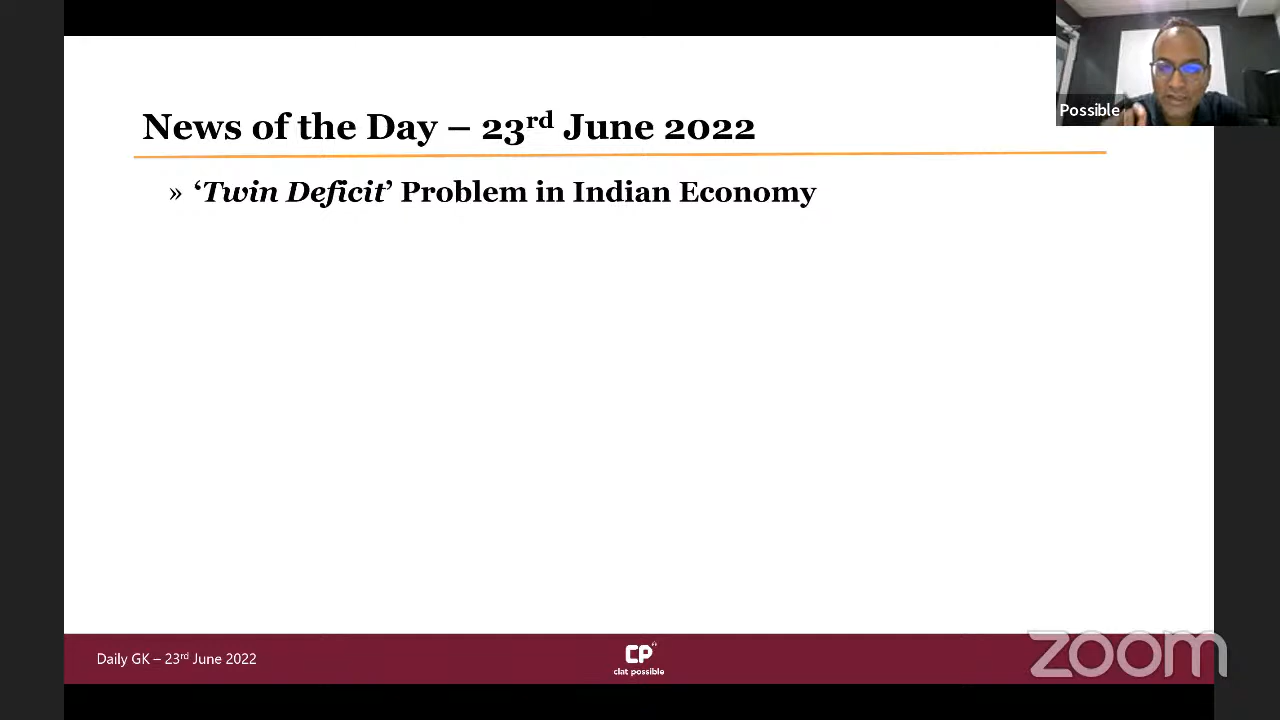 Possible
News of the Day – 23rd June 2022
» ‘Twin Deficit’ Problem in Indian Economy
Daily GK – 23rd June 2022
CP
clat possible
zoom